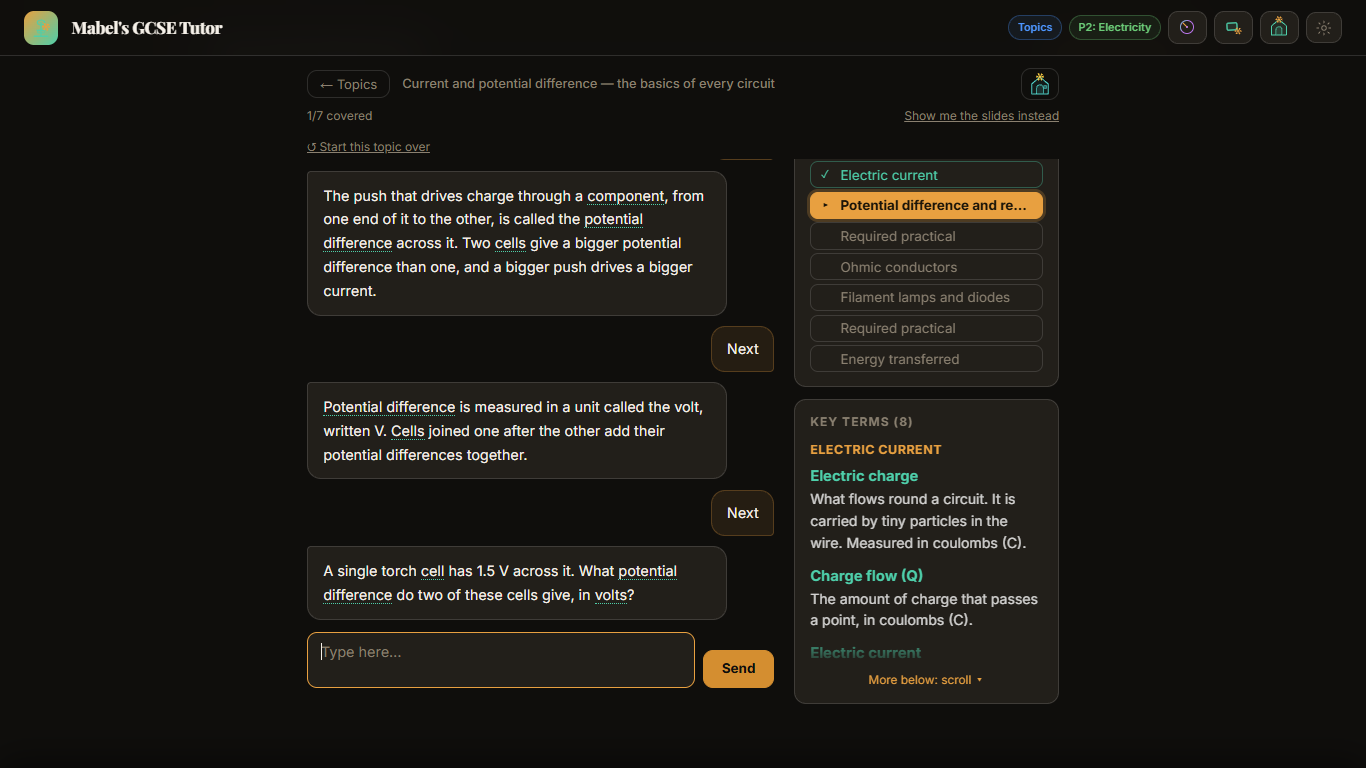 Mabel's GCSE Tutor
Topics
P2: Electricity
← Topics
Current and potential difference — the basics of every circuit
1/7 covered
Show me the slides instead
↺ Start this topic over
The push that drives charge through a component, from
one end of it to the other, is called the potential
difference across it. Two cells give a bigger potential
difference than one, and a bigger push drives a bigger
current.
Next
Potential difference is measured in a unit called the volt,
written V. Cells joined one after the other add their
potential differences together.
Next
A single torch cell has 1.5 V across it. What potential
difference do two of these cells give, in volts?
Type here...
Send
✓ Electric current
▸ Potential difference and re...
Required practical
Ohmic conductors
Filament lamps and diodes
Required practical
Energy transferred
KEY TERMS (8)
ELECTRIC CURRENT
Electric charge
What flows round a circuit. It is
carried by tiny particles in the
wire. Measured in coulombs (C).
Charge flow (Q)
The amount of charge that passes
a point, in coulombs (C).
Electric current
More below: scroll ▾